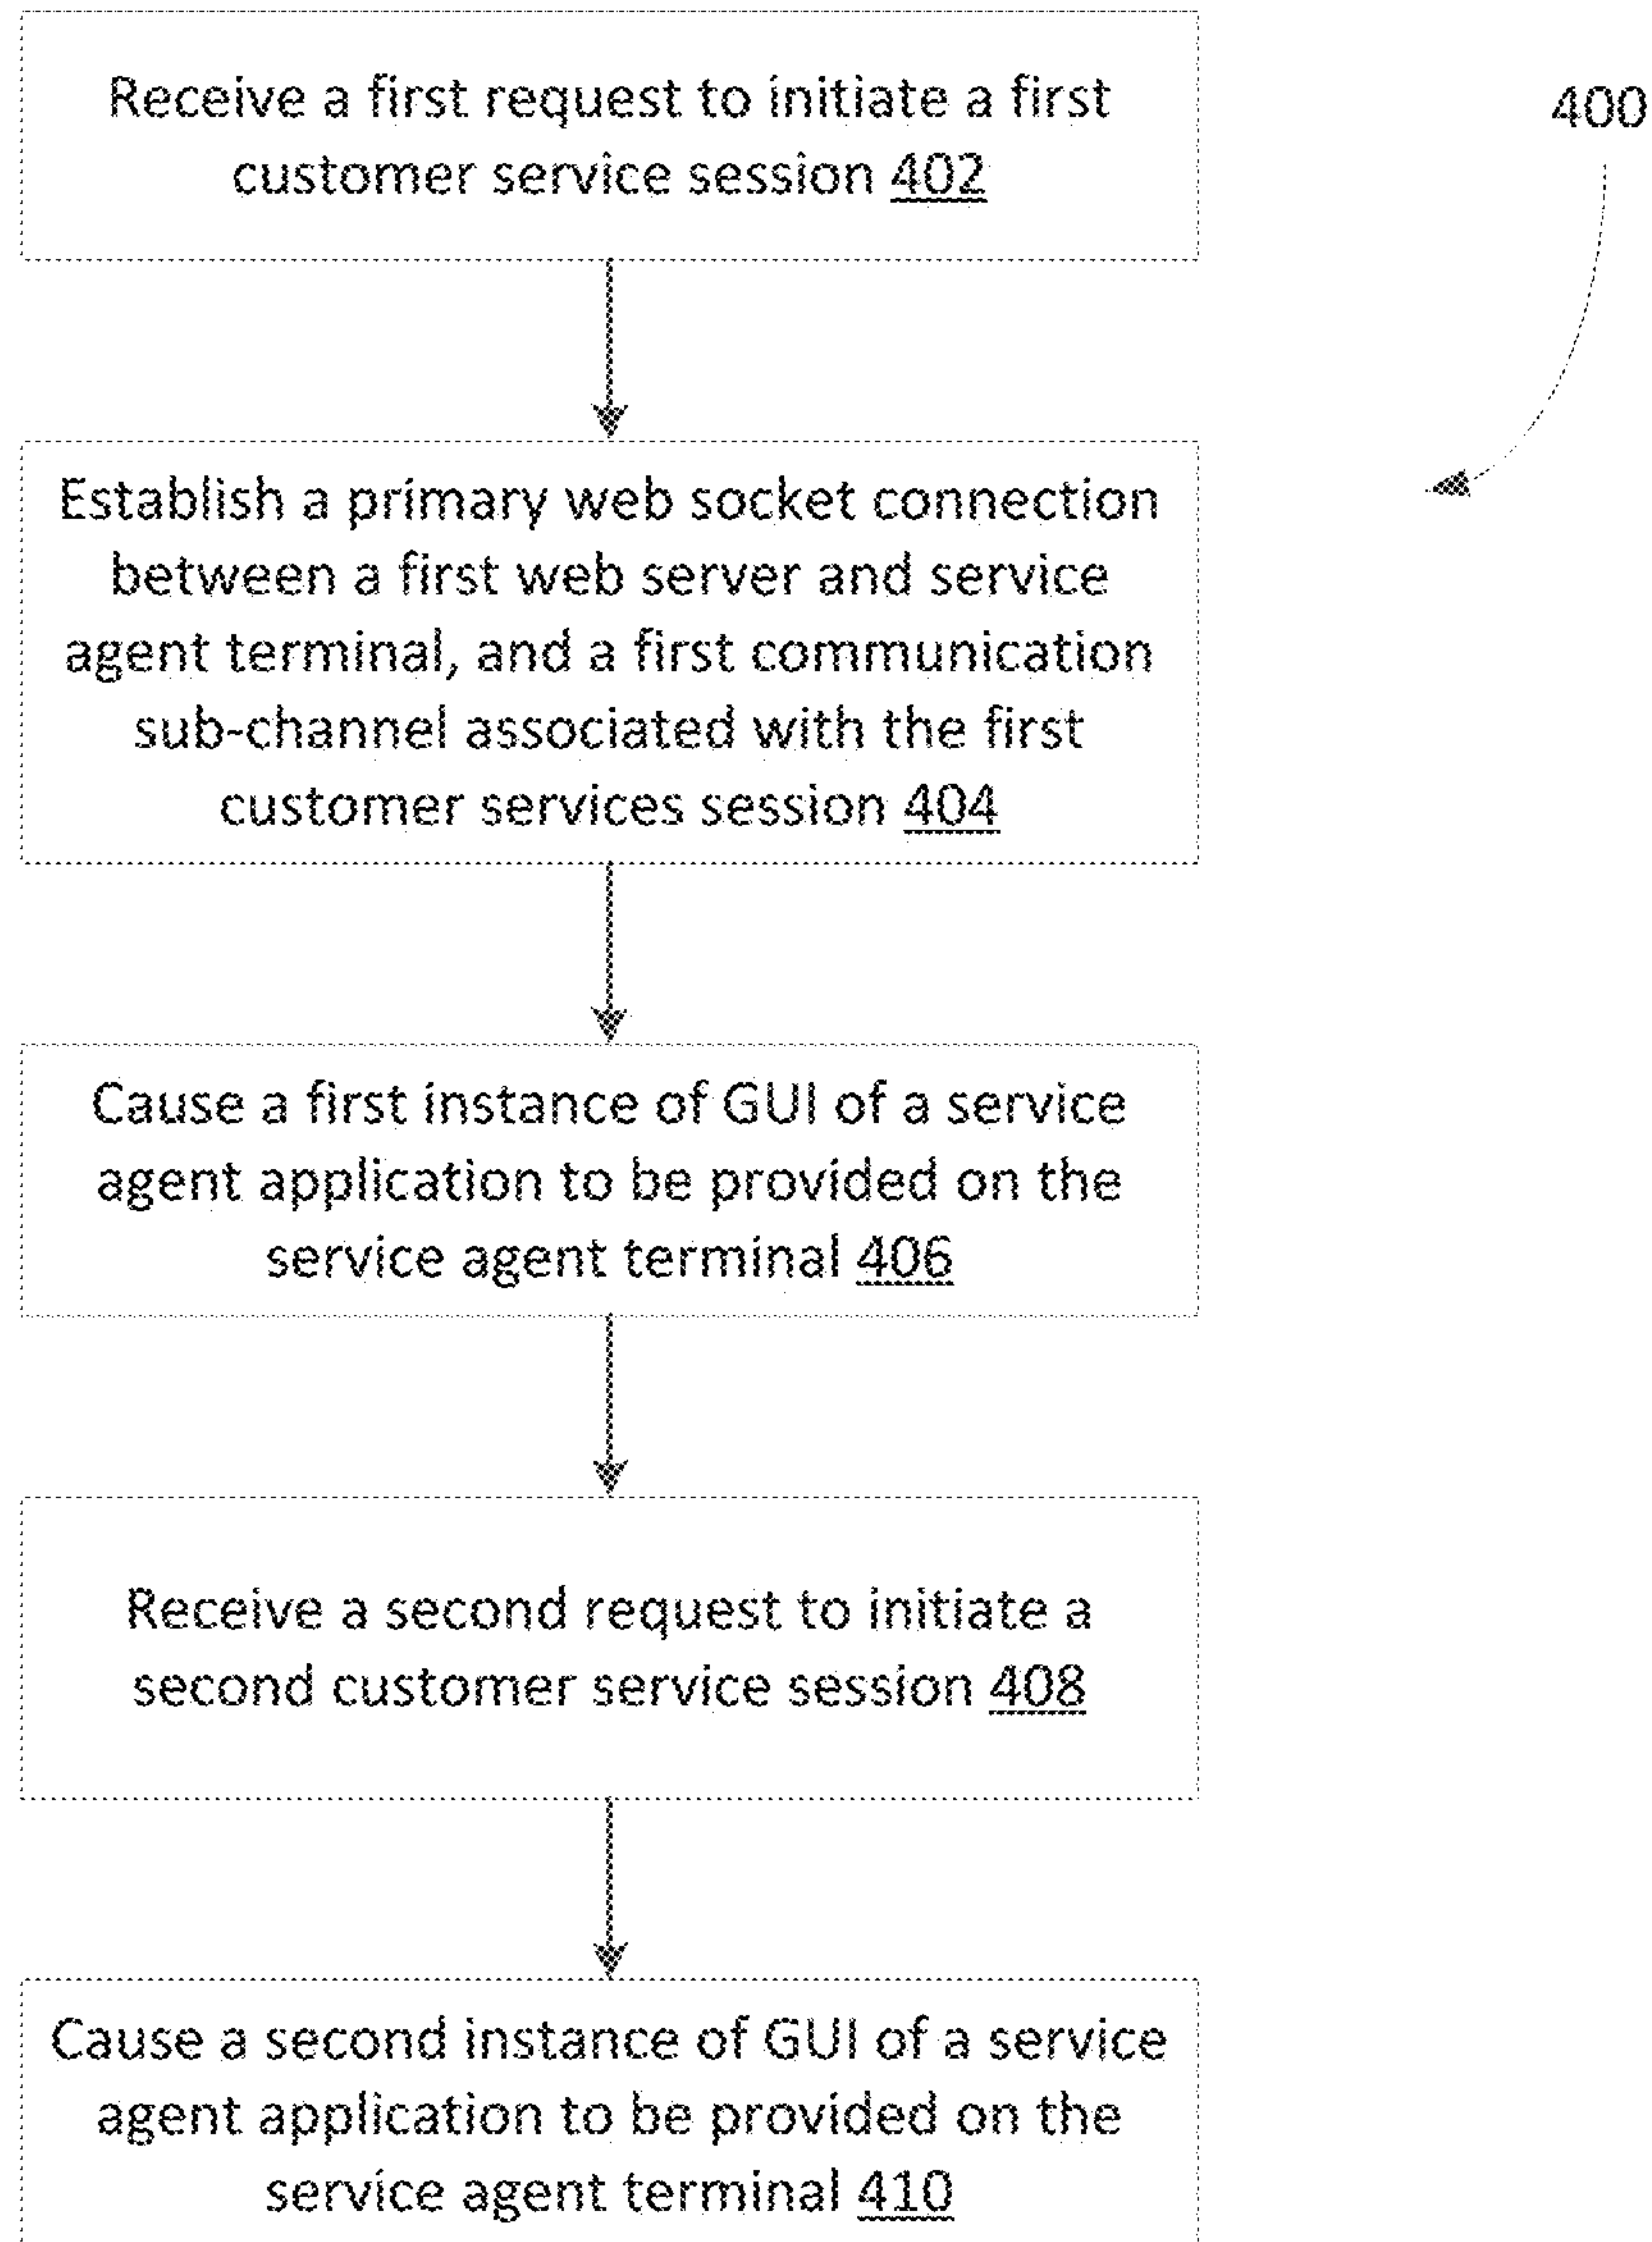 Receive a first request to initiate a first
customer service session 402
400
Establish a primary web socket connection
between a first web server and service
agent terminal, and a first communication
sub-channel associated with the first
customer services session 404
Cause a first instance of GUI of a service
agent application to be provided on the
service agent terminal 406
Receive a second request to initiate a
second customer service session 408
Cause a second instance of GUI of a service
agent application to be provided on the
service agent terminal 410